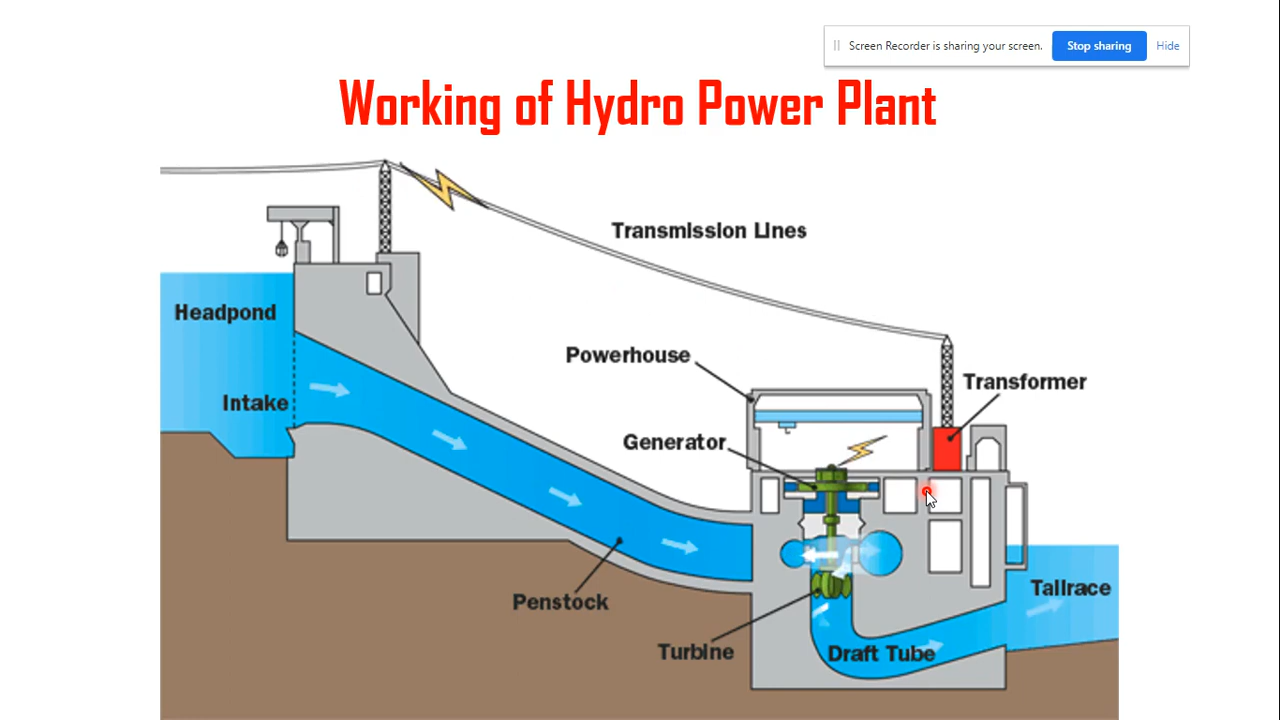 Screen Recorder is sharing your screen. Stop sharing Hide
Working of Hydro Power Plant
Transmission Lines
Headpond
Powerhouse
Transformer
Intake
Generator
Tailrace
Penstock
Turbine
Draft Tube